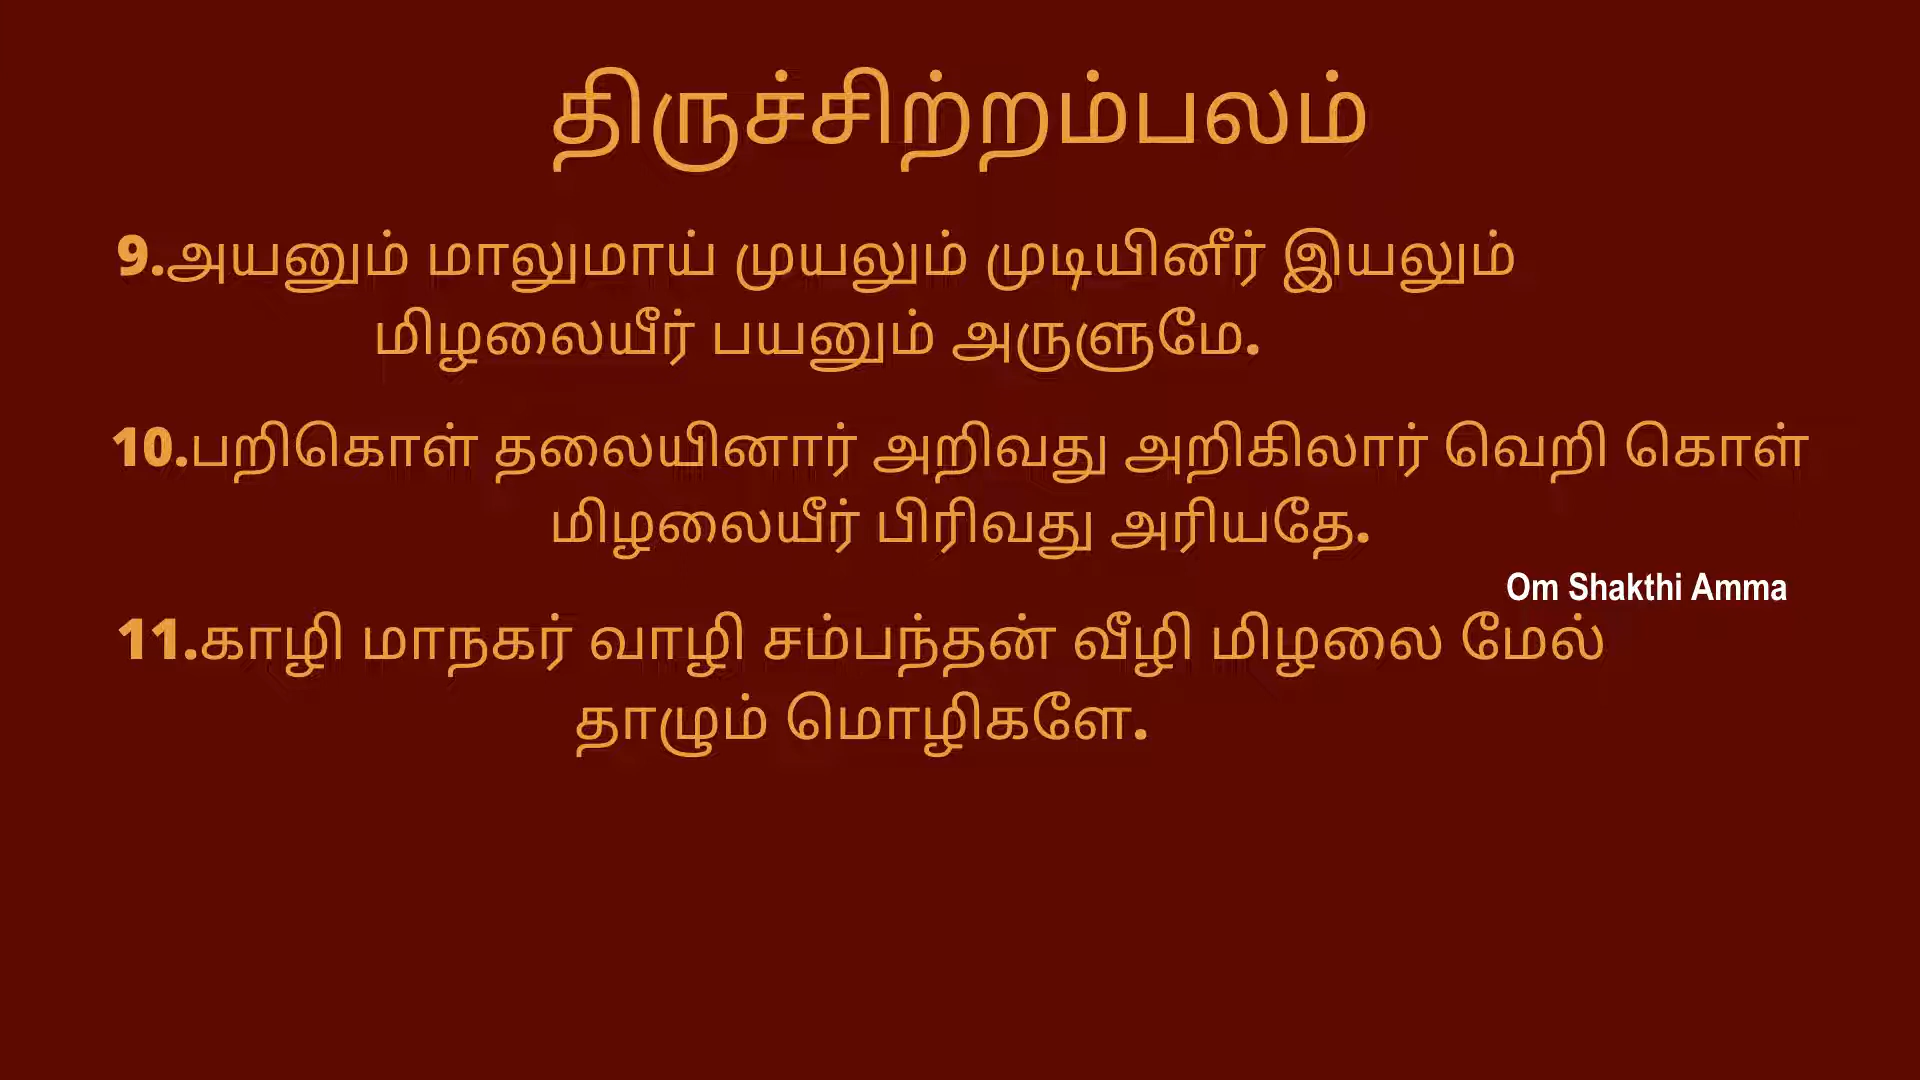 திருச்சிற்றம்பலம்
9.அயனும் மாலுமாய் முயலும் முடியினீர் இயலும்
மிழலையீர் பயனும் அருளுமே.
10.பறிகொள் தலையினார் அறிவது அறிகிலார் வெறி கொள்
மிழலையீர் பிரிவது அரியதே.
Om Shakthi Amma
11.காழி மாநகர் வாழி சம்பந்தன் வீழி மிழலை மேல்
தாழும் மொழிகளே.